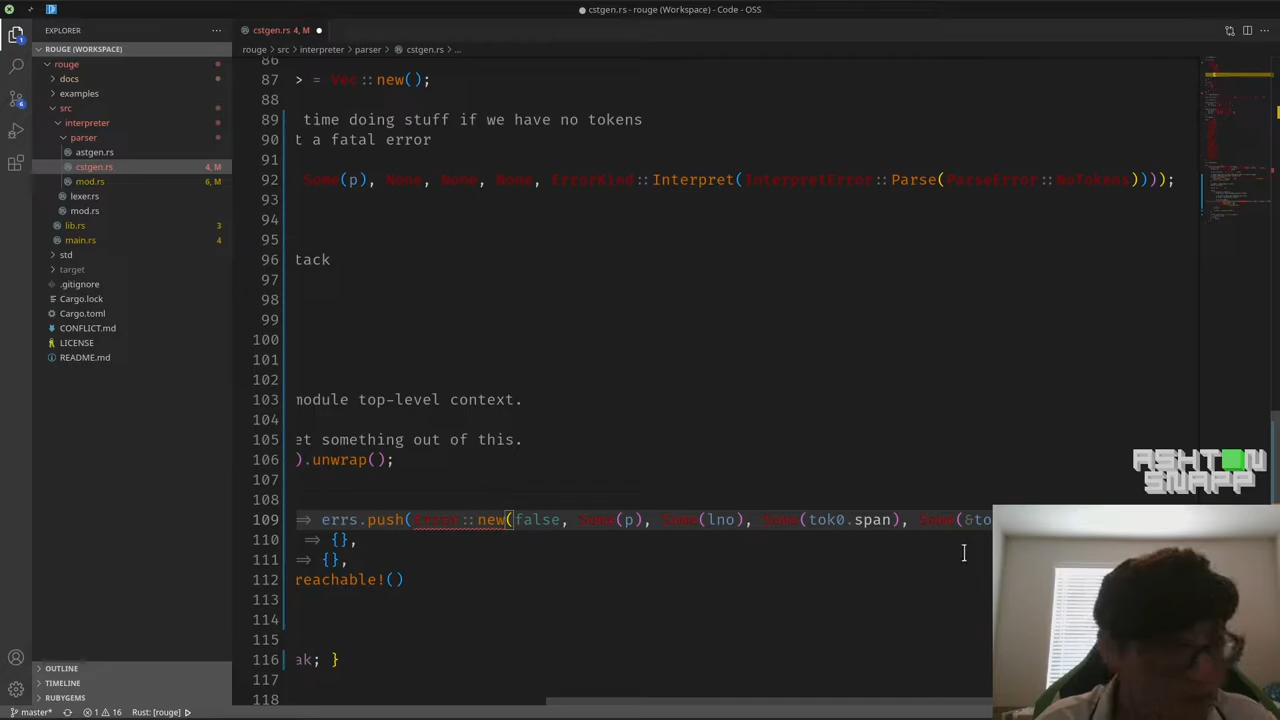 cstgen.rs - rouge (Workspace) - Code - OSS
EXPLORER
cstgen.rs
ROUGE (WORKSPACE)
rouge › src › interpreter › parser › cstgen.rs › ...
rouge
docs
examples
src
interpreter
parser
astgen.rs
cstgen.rs 4, M
mod.rs 6, M
lexer.rs
mod.rs
lib.rs 3
main.rs 4
std
target
.gitignore
Cargo.lock
Cargo.toml
CONFLICT.md
LICENSE
README.md
OUTLINE
TIMELINE
RUBYGEMS
86
87 > = Vec::new();
88
89 time doing stuff if we have no tokens
90 t a fatal error
91
92 Some(p), None, None, None, ErrorKind::Interpret(InterpretError::Parse(ParseError::NoTokens))));
93
94
95
96 tack
97
98
99
100
101
102
103 module top-level context.
104
105 et something out of this.
106 ).unwrap();
107
108
109 => errs.push(Error::new(false, Some(p), Some(lno), Some(tok0.span), Some(&to
110 => {},
111 => {},
112 reachable!()
113
114
115
116 ak; }
117
118
ASHTON
SNAPP
master* 1 16 Rust: [rouge]